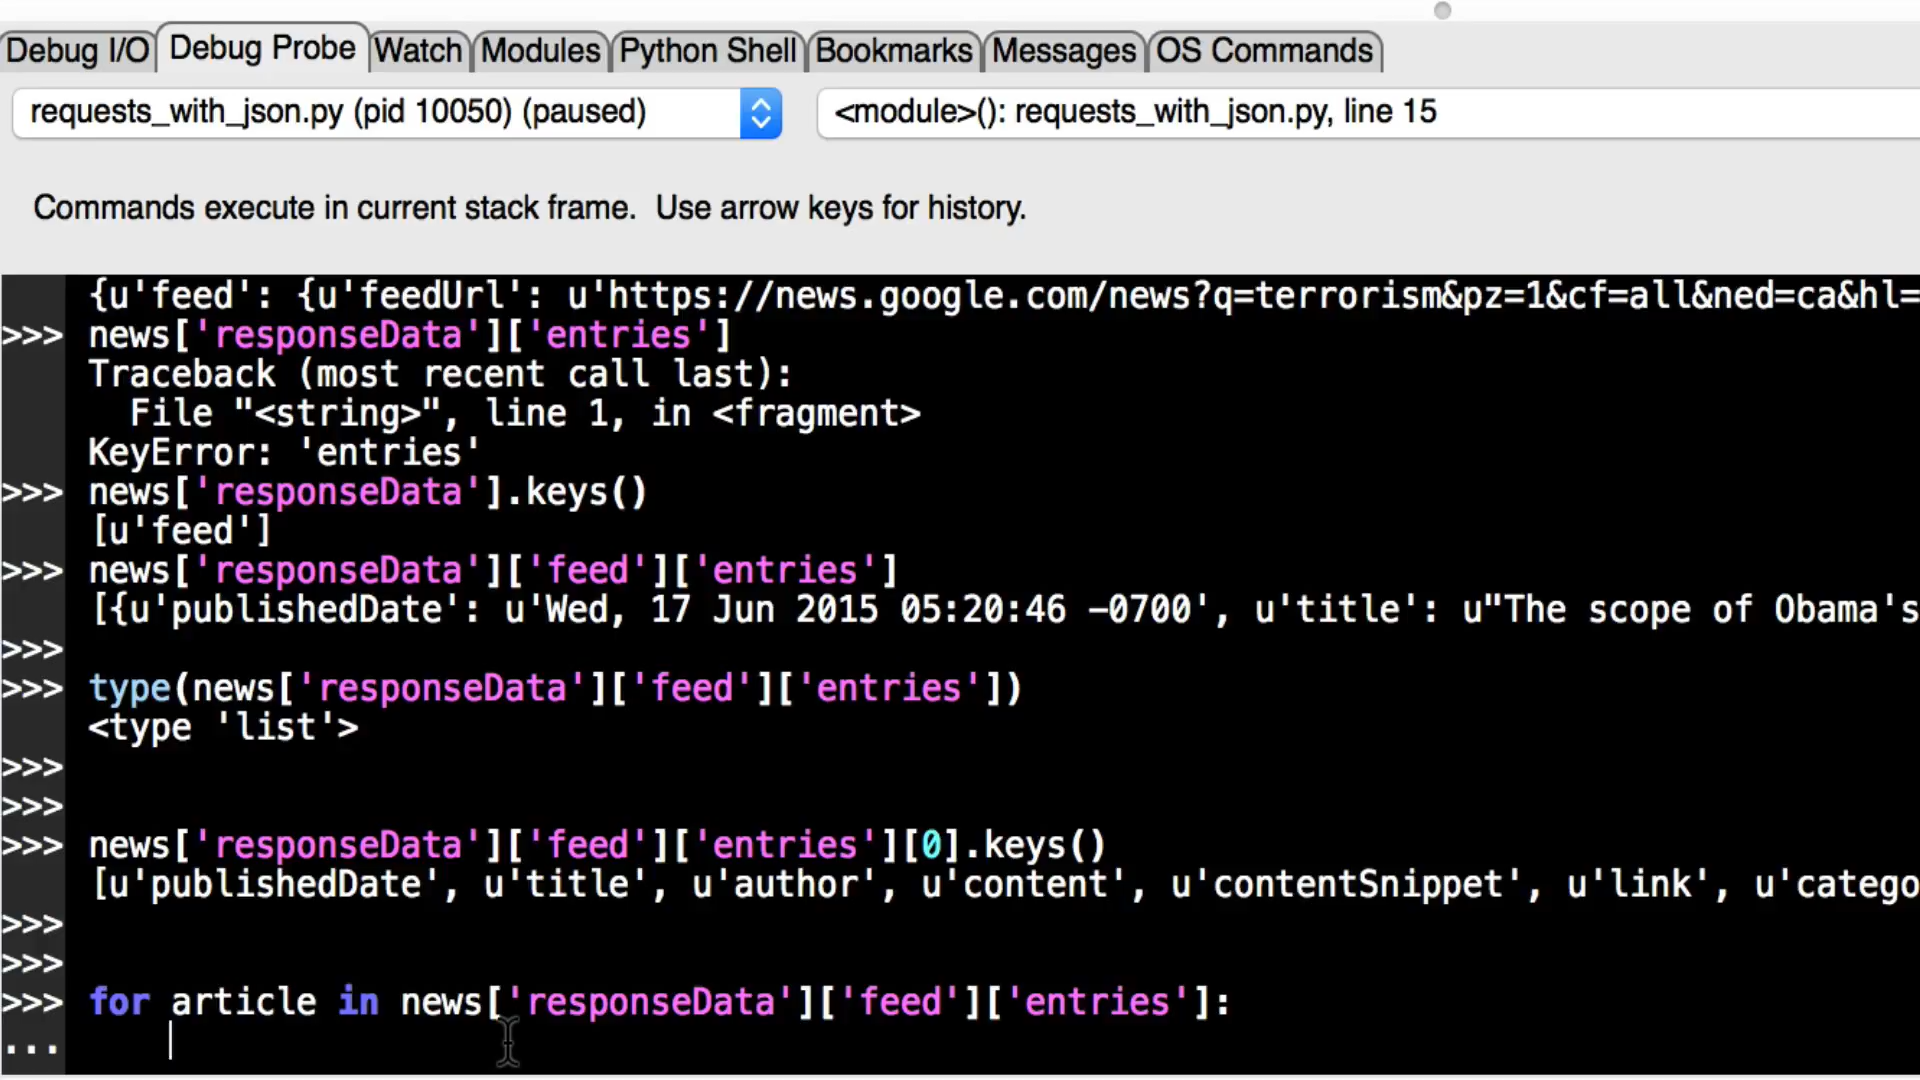 Debug I/O Debug Probe Watch Modules Python Shell Bookmarks Messages OS Commands
requests_with_json.py (pid 10050) (paused) <module>(): requests_with_json.py, line 15
Commands execute in current stack frame. Use arrow keys for history.
{u'feed': {u'feedUrl': u'https://news.google.com/news?q=terrorism&pz=1&cf=all&ned=ca&hl=
>>> news['responseData']['entries']
Traceback (most recent call last):
File "<string>", line 1, in <fragment>
KeyError: 'entries'
>>> news['responseData'].keys()
[u'feed']
>>> news['responseData']['feed']['entries']
[{u'publishedDate': u'Wed, 17 Jun 2015 05:20:46 -0700', u'title': u"The scope of Obama's
>>>
>>> type(news['responseData']['feed']['entries'])
<type 'list'>
>>>
>>>
>>> news['responseData']['feed']['entries'][0].keys()
[u'publishedDate', u'title', u'author', u'content', u'contentSnippet', u'link', u'catego
>>>
>>>
>>> for article in news['responseData']['feed']['entries']:
...